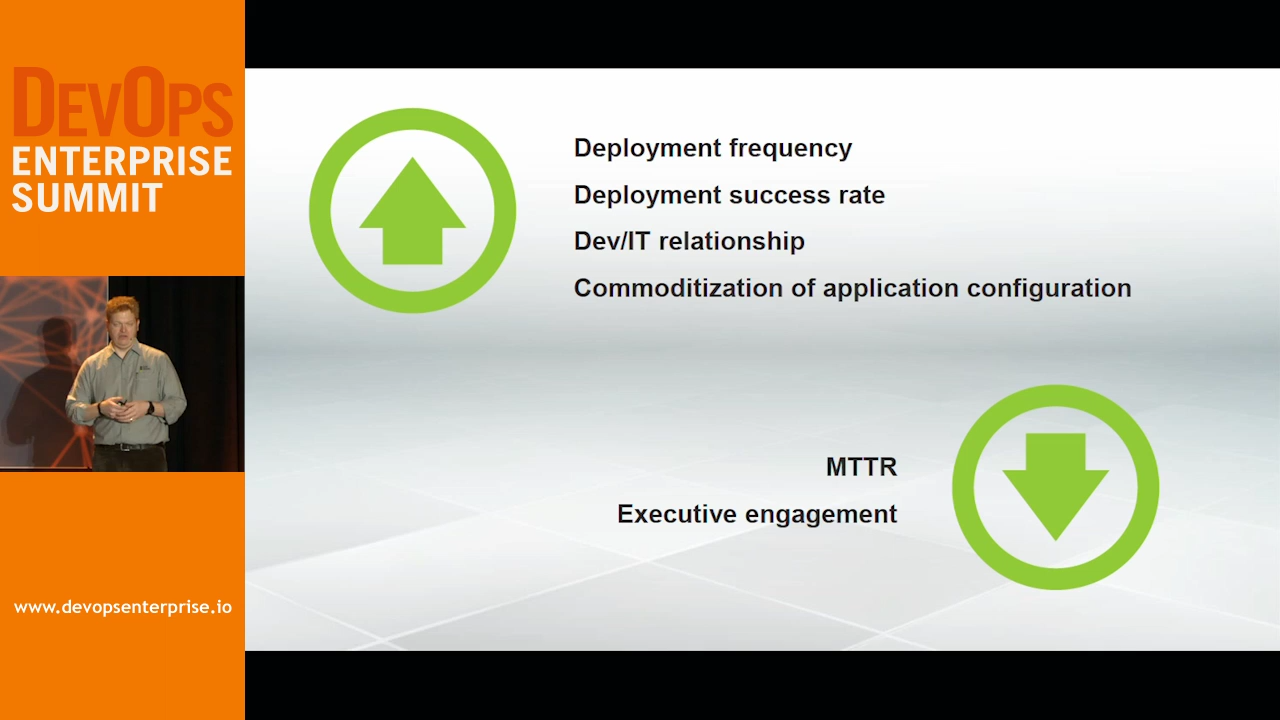 DEVOPS
ENTERPRISE
SUMMIT
www.devopsenterprise.io
Deployment frequency
Deployment success rate
Dev/IT relationship
Commoditization of application configuration
MTTR
Executive engagement